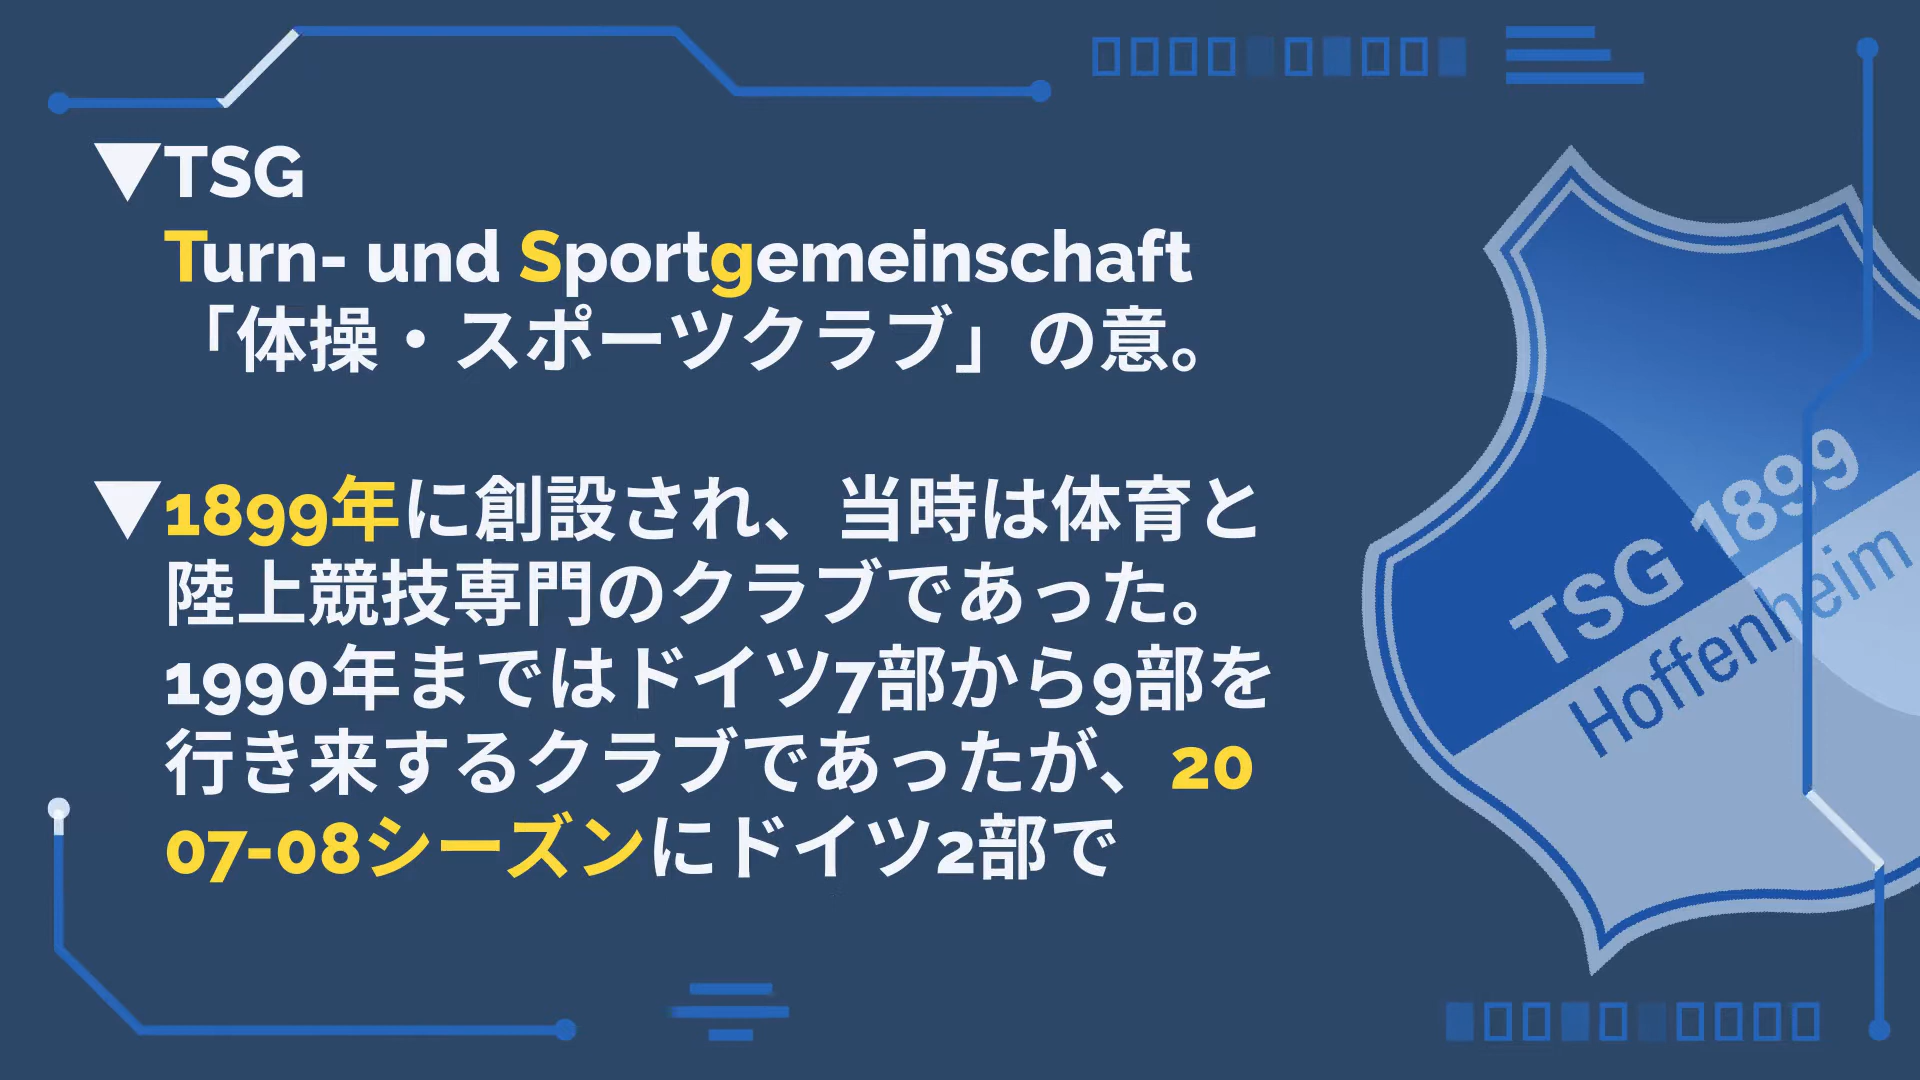 ▼TSG
Turn- und Sportgemeinschaft
「体操・スポーツクラブ」の意。
▼1899年に創設され、当時は体育と
陸上競技専門のクラブであった。
1990年まではドイツ7部から9部を
行き来するクラブであったが、20
07-08シーズンにドイツ2部で
TSG 1899
Hoffenheim